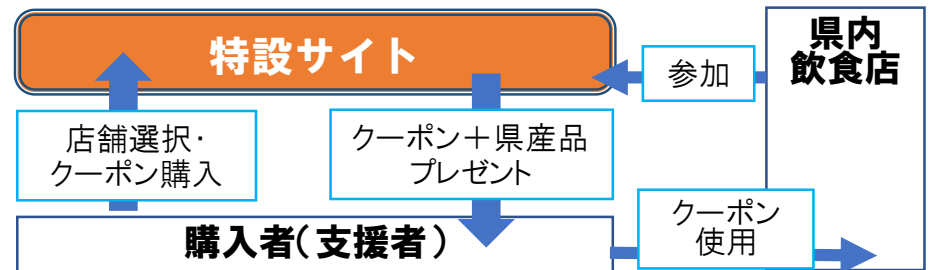 特設サイト
県内
飲食店
参加
店舗選択・
クーポン購入
クーポン＋県産品
プレゼント
クーポン
使用
購入者（支援者）